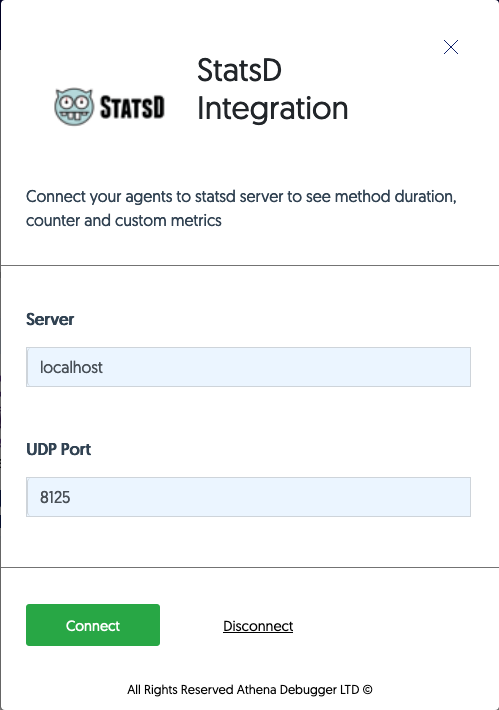 STATSD
StatsD
Integration
Connect your agents to statsd server to see method duration,
counter and custom metrics
Server
localhost
UDP Port
8125
Connect
Disconnect
All Rights Reserved Athena Debugger LTD ©